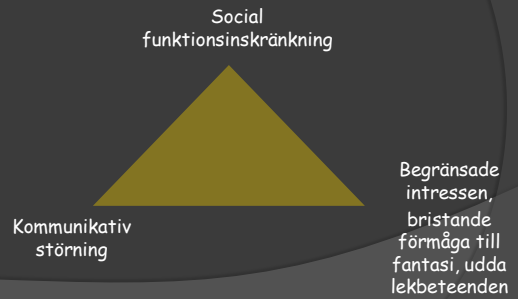 Social
funktionsinskränkning
Begränsade
intressen,
bristande
förmåga till
fantasi, udda
lekbeteenden
Kommunikativ
störning